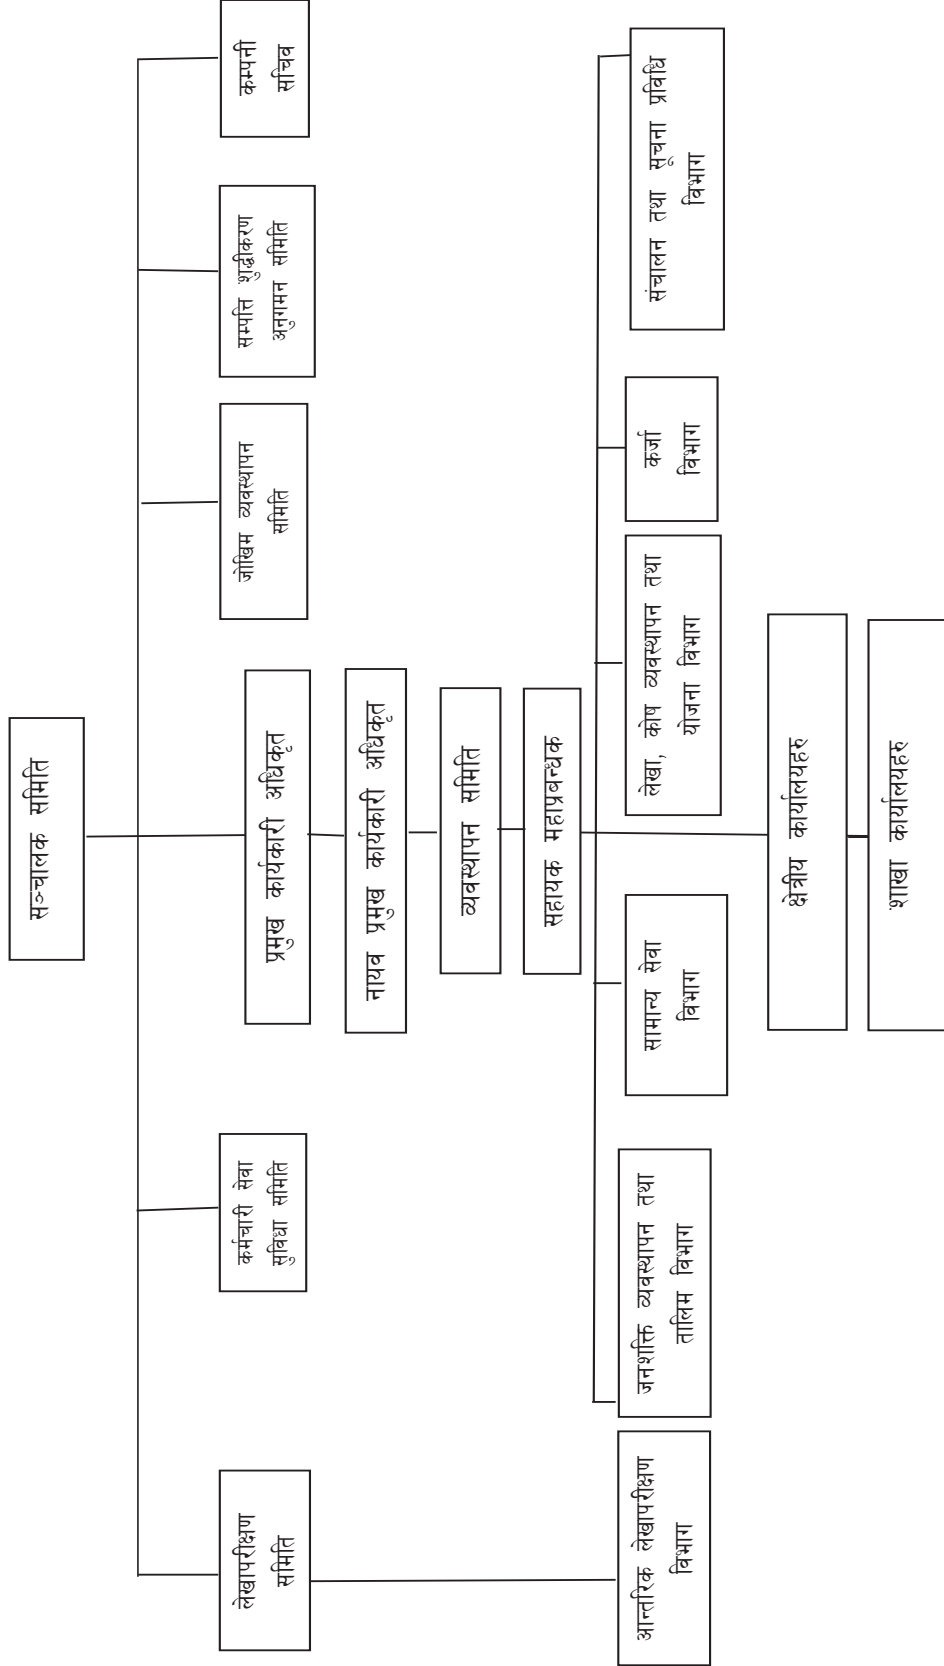 सञ्चालक समिति
लेखापरीक्षण
समिति
कर्मचारी सेवा
सुविधा समिति
प्रमुख कार्यकारी अधिकृत
जोखिम व्यवस्थापन
समिति
सम्पत्ति शुद्धीकरण
अनुगमन समिति
कम्पनी
सचिव
नायब प्रमुख कार्यकारी अधिकृत
व्यवस्थापन समिति
सहायक महाप्रबन्धक
आन्तरिक लेखापरीक्षण
विभाग
जनशक्ति व्यवस्थापन तथा
तालिम विभाग
सामान्य सेवा
विभाग
लेखा, कोष व्यवस्थापन तथा
योजना विभाग
कर्जा
विभाग
संचालन तथा सूचना प्रविधि
विभाग
क्षेत्रीय कार्यालयहरु
शाखा कार्यालयहरु